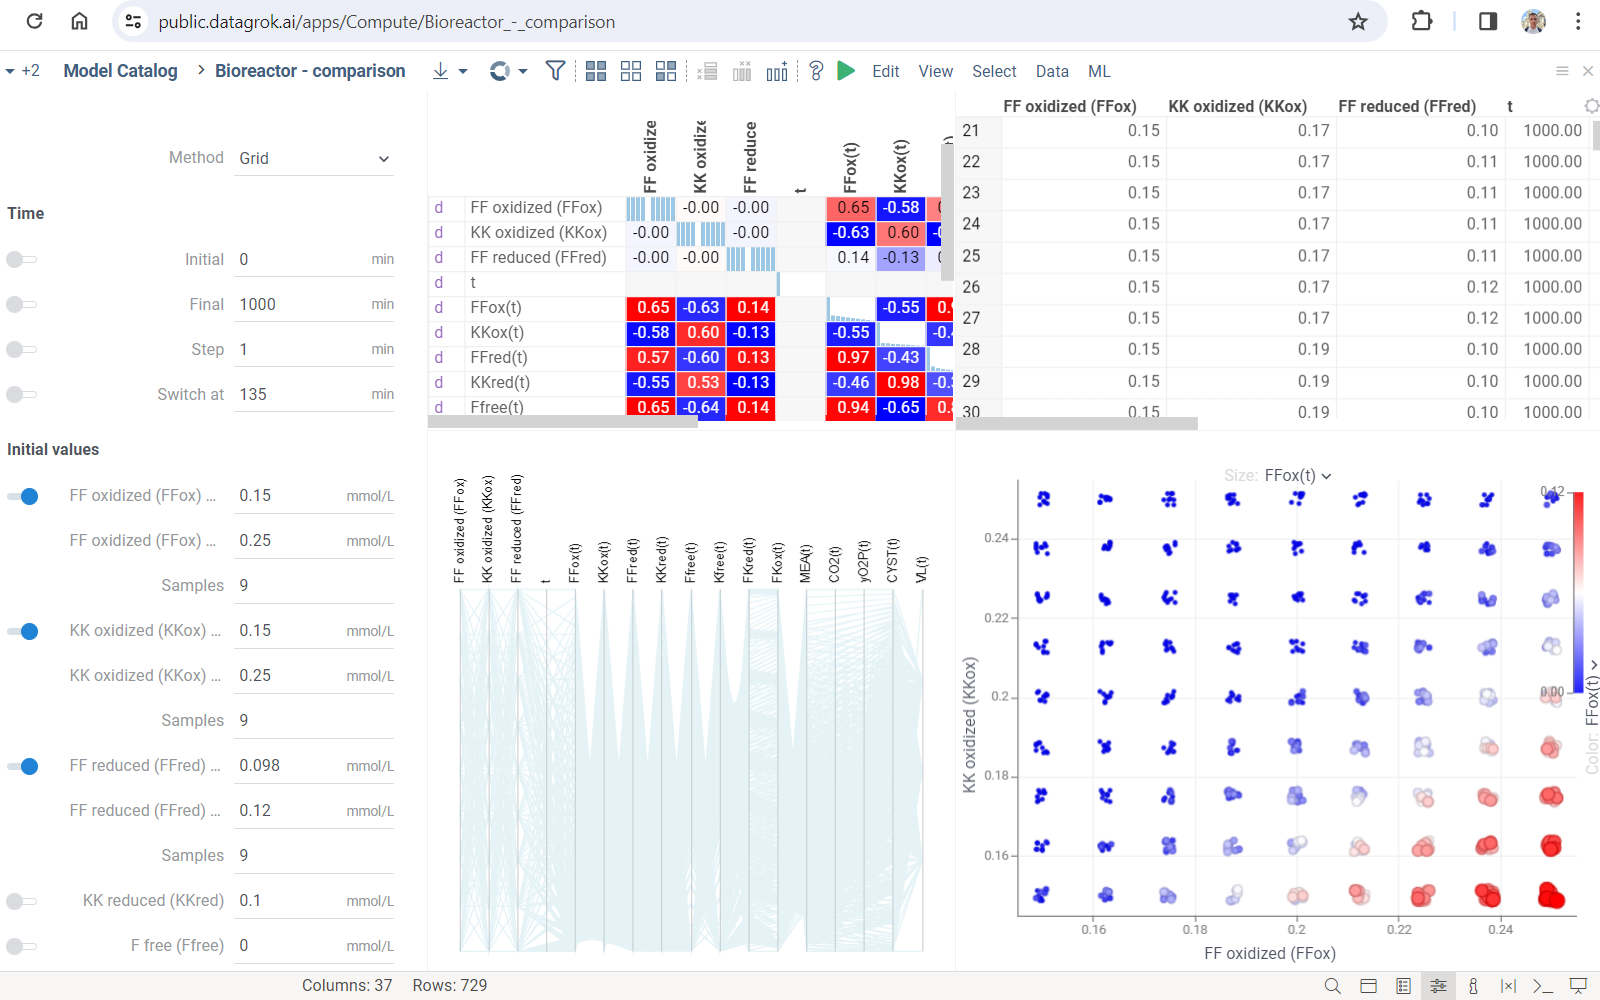 public.datagrok.ai/apps/Compute/Bioreactor_-_comparison
+2 Model Catalog > Bioreactor - comparison Edit View Select Data ML
Method Grid
Time
Initial 0 min
Final 1000 min
Step 1 min
Switch at 135 min
Initial values
FF oxidized (FFox) ... 0.15 mmol/L
FF oxidized (FFox) ... 0.25 mmol/L
Samples 9
KK oxidized (KKox) ... 0.15 mmol/L
KK oxidized (KKox) ... 0.25 mmol/L
Samples 9
FF reduced (FFred) ... 0.098 mmol/L
FF reduced (FFred) ... 0.12 mmol/L
Samples 9
KK reduced (KKred) 0.1 mmol/L
F free (Ffree) 0 mmol/L
FF oxidize KK oxidize FF reduce t FFox(t) KKox(t)
d FF oxidized (FFox) -0.00 -0.00 0.65 -0.58
d KK oxidized (KKox) -0.00 -0.00 -0.63 0.60
d FF reduced (FFred) -0.00 -0.00 0.14 -0.13
d t
d FFox(t) 0.65 -0.63 0.14 -0.55
d KKox(t) -0.58 0.60 -0.13 -0.55
d FFred(t) 0.57 -0.60 0.13 0.97 -0.43
d KKred(t) -0.55 0.53 -0.13 -0.46 0.98
d Ffree(t) 0.65 -0.64 0.14 0.94 -0.65
FF oxidized (FFox) KK oxidized (KKox) FF reduced (FFred) t
21 0.15 0.17 0.10 1000.00
22 0.15 0.17 0.11 1000.00
23 0.15 0.17 0.11 1000.00
24 0.15 0.17 0.11 1000.00
25 0.15 0.17 0.11 1000.00
26 0.15 0.17 0.12 1000.00
27 0.15 0.17 0.12 1000.00
28 0.15 0.19 0.10 1000.00
29 0.15 0.19 0.10 1000.00
30 0.15 0.19 0.10 1000.00
FF oxidized (FFox) KK oxidized (KKox) FF reduced (FFred) t FFox(t) KKox(t) FFred(t) KKred(t) Ffree(t) Kfree(t) FKred(t) FKox(t) MEA(t) CO2(t) yO2P(t) CYST(t) VL(t)
Size: FFox(t)
0.12
0.24
0.22
0.2
0.18
0.16
KK oxidized (KKox)
0.00
Color: FFox(t)
0.16 0.18 0.2 0.22 0.24
FF oxidized (FFox)
Columns: 37 Rows: 729